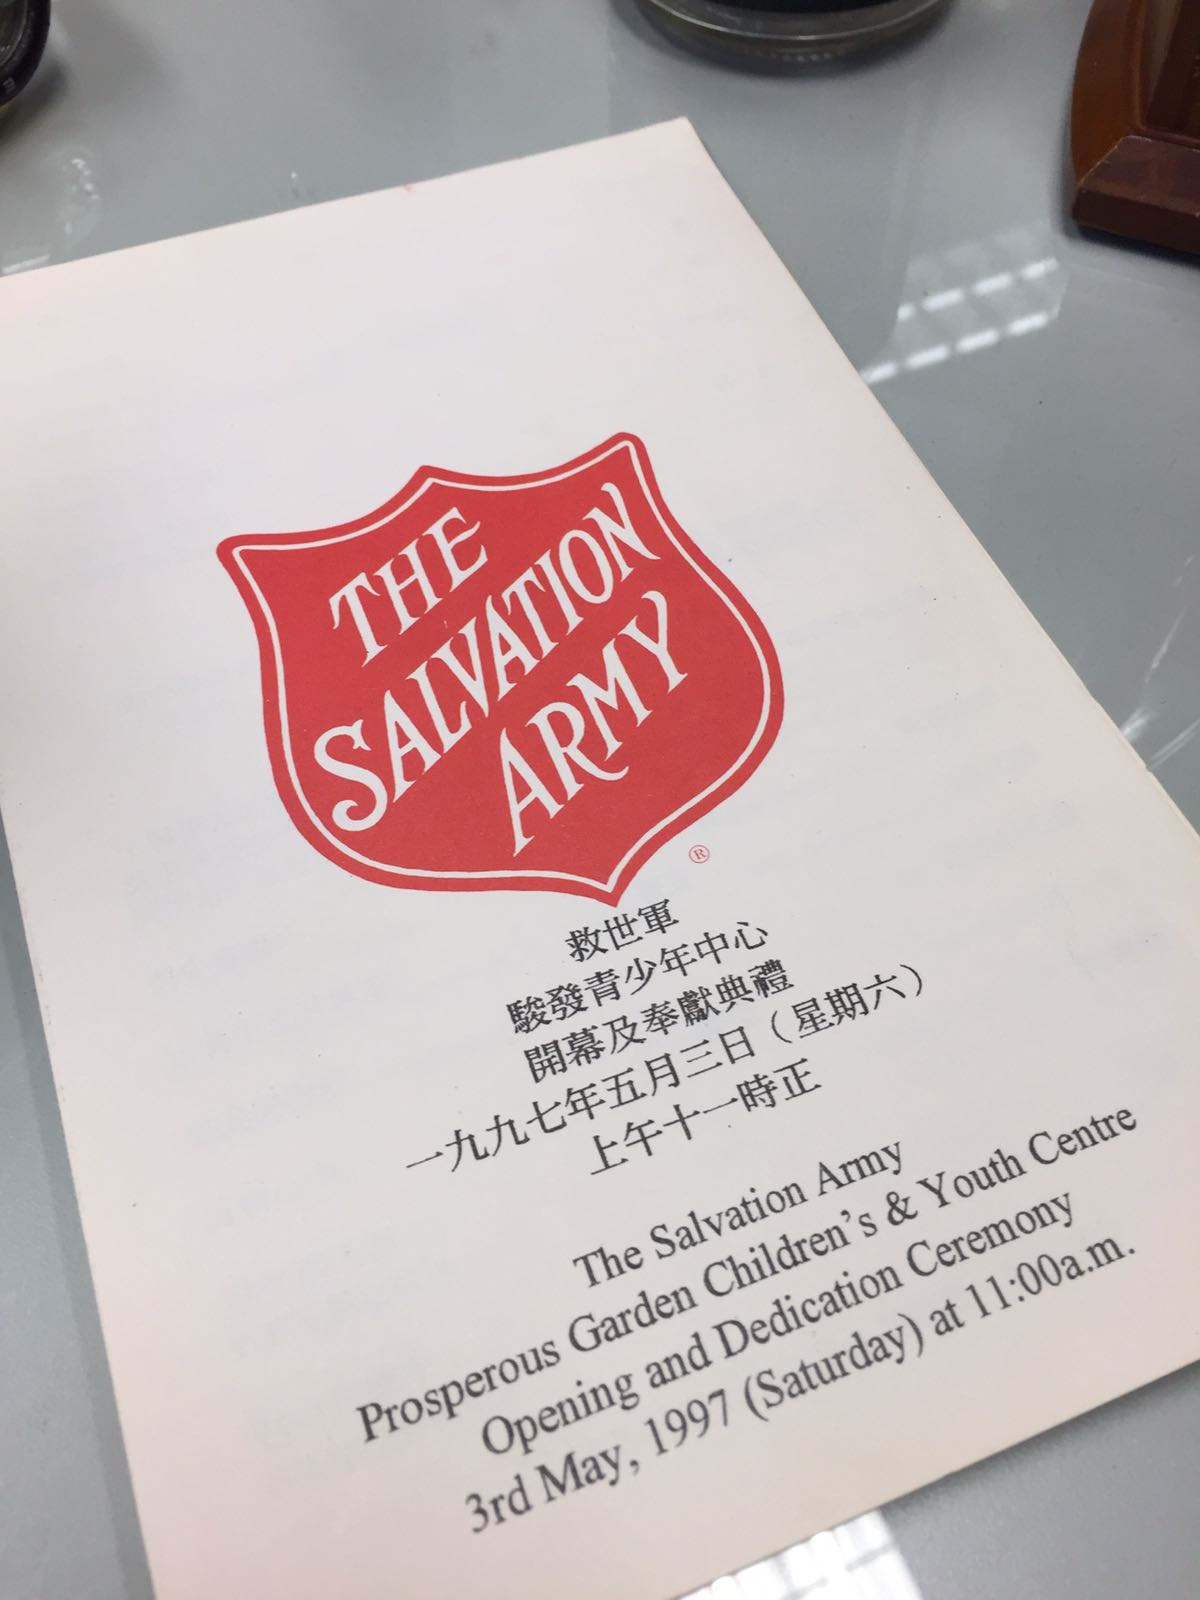 THE
SALVATION
ARMY
®
救世軍
駿發青少年中心
開幕及奉獻典禮
一九九七年五月三日（星期六）
上午十一時正
The Salvation Army
Prosperous Garden Children's & Youth Centre
Opening and Dedication Ceremony
3rd May, 1997 (Saturday) at 11:00a.m.